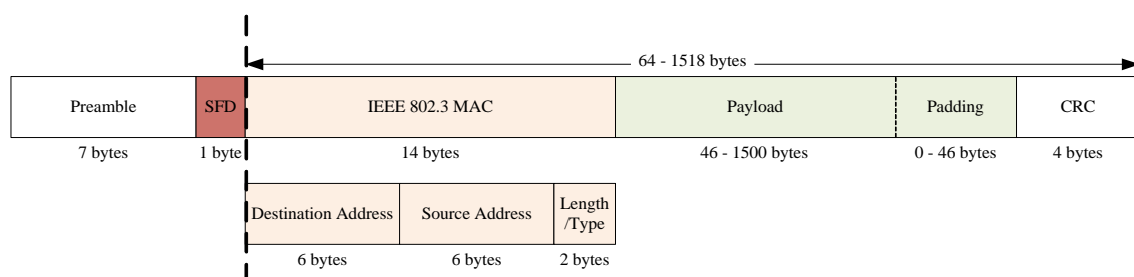 64 - 1518 bytes
Preamble SFD IEEE 802.3 MAC Payload Padding CRC
7 bytes 1 byte 14 bytes 46 - 1500 bytes 0 - 46 bytes 4 bytes
Destination Address Source Address Length
/Type
6 bytes 6 bytes 2 bytes